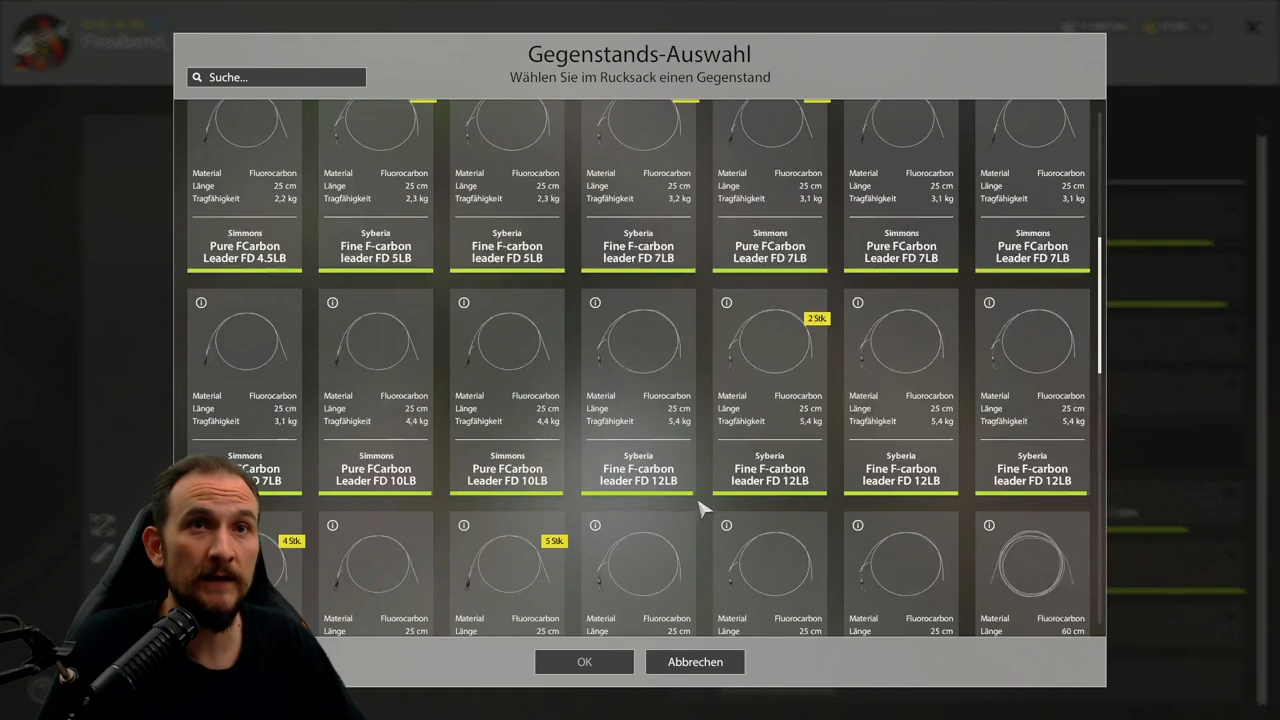 Gegenstands-Auswahl
Suche...
Wählen Sie im Rucksack einen Gegenstand
Material Fluorocarbon Material Fluorocarbon Material Fluorocarbon Material Fluorocarbon Material Fluorocarbon Material Fluorocarbon Material Fluorocarbon
Länge 25 cm Länge 25 cm Länge 25 cm Länge 25 cm Länge 25 cm Länge 25 cm Länge 25 cm
Tragfähigkeit 2,2 kg Tragfähigkeit 2,3 kg Tragfähigkeit 2,3 kg Tragfähigkeit 3,2 kg Tragfähigkeit 3,1 kg Tragfähigkeit 3,1 kg Tragfähigkeit 3,1 kg
Simmons Syberia Syberia Syberia Simmons Simmons Simmons
Pure FCarbon Fine F-carbon Fine F-carbon Fine F-carbon Pure FCarbon Pure FCarbon Pure FCarbon
Leader FD 4.5LB leader FD 5LB leader FD 5LB leader FD 7LB Leader FD 7LB Leader FD 7LB Leader FD 7LB
2 Stk.
Material Fluorocarbon Material Fluorocarbon Material Fluorocarbon Material Fluorocarbon Material Fluorocarbon Material Fluorocarbon Material Fluorocarbon
Länge 25 cm Länge 25 cm Länge 25 cm Länge 25 cm Länge 25 cm Länge 25 cm Länge 25 cm
Tragfähigkeit 3,1 kg Tragfähigkeit 4,4 kg Tragfähigkeit 4,4 kg Tragfähigkeit 5,4 kg Tragfähigkeit 5,4 kg Tragfähigkeit 5,4 kg Tragfähigkeit 5,4 kg
Simmons Simmons Simmons Syberia Syberia Syberia Syberia
Carbon Pure FCarbon Pure FCarbon Fine F-carbon Fine F-carbon Fine F-carbon Fine F-carbon
FD 7LB Leader FD 10LB Leader FD 10LB leader FD 12LB leader FD 12LB leader FD 12LB leader FD 12LB
4 Stk. 5 Stk.
Fluorocarbon Material Fluorocarbon Material Fluorocarbon Material Fluorocarbon Material Fluorocarbon Material Fluorocarbon Material Fluorocarbon
25 cm Länge 25 cm Länge 25 cm Länge 25 cm Länge 25 cm Länge 25 cm Länge 60 cm
OK Abbrechen